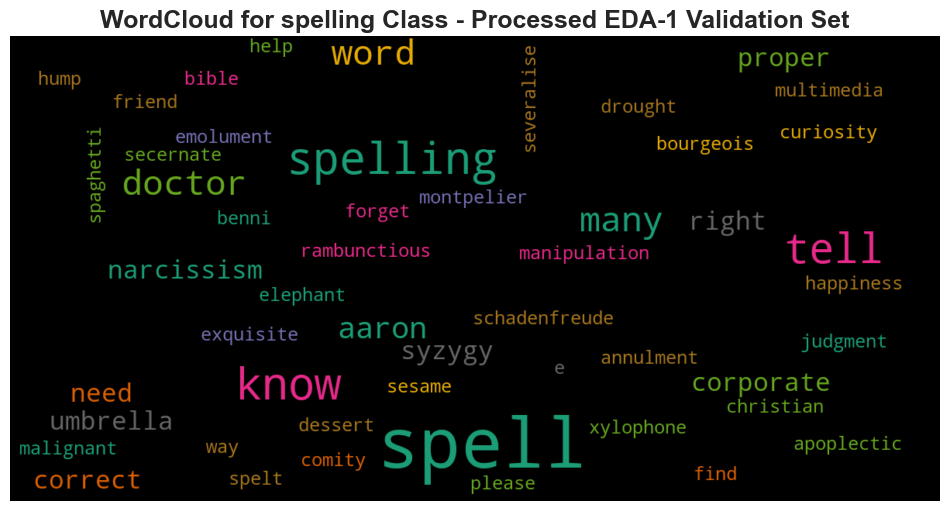 WordCloud for spelling Class - Processed EDA-1 Validation Set
help
word
proper
hump
bible
severalise
multimedia
friend
drought
spaghetti
emolument
bourgeois
curiosity
secernate
spelling
doctor
montpelier
benni
forget
many
right
rambunctious
manipulation
tell
narcissism
happiness
elephant
schadenfreude
exquisite
aaron
judgment
syzygy
e
annulment
need
know
sesame
corporate
christian
umbrella
dessert
spell
xylophone
malignant
way
comity
apoplectic
correct
spelt
please
find